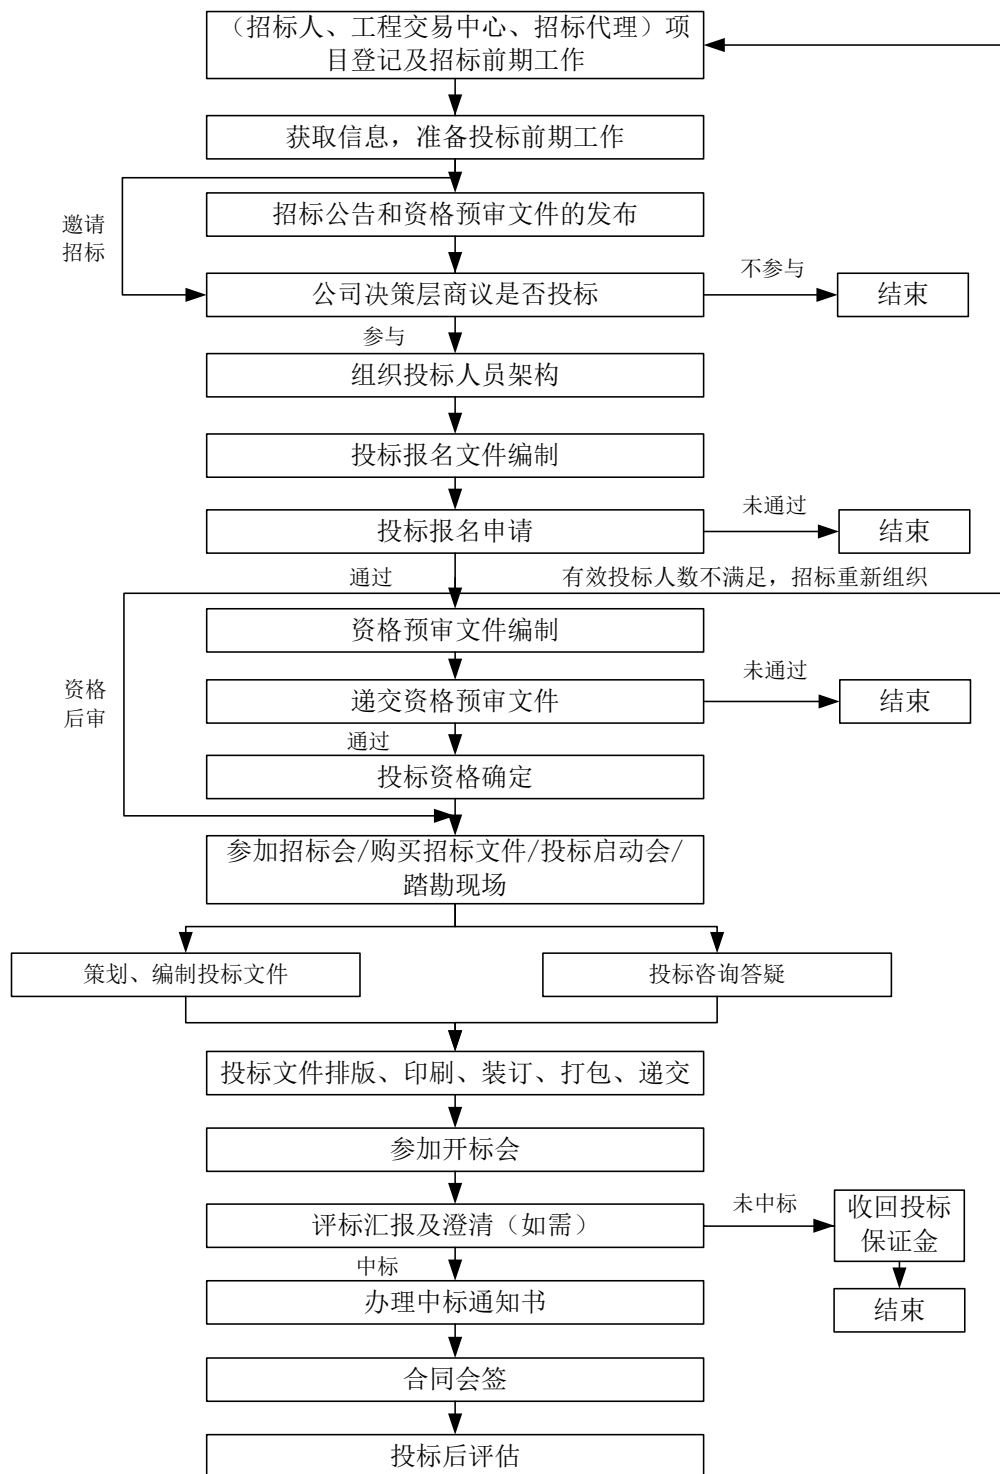 （招标人、工程交易中心、招标代理）项
目登记及招标前期工作
获取信息，准备投标前期工作
招标公告和资格预审文件的发布
邀请
招标
公司决策层商议是否投标
不参与
结束
参与
组织投标人员架构
投标报名文件编制
投标报名申请
未通过
结束
通过
有效投标人数不满足，招标重新组织
资格预审文件编制
资格
后审
递交资格预审文件
未通过
结束
通过
投标资格确定
参加招标会/购买招标文件/投标启动会/
踏勘现场
策划、编制投标文件
投标咨询答疑
投标文件排版、印刷、装订、打包、递交
参加开标会
评标汇报及澄清（如需）
未中标
收回投标
保证金
结束
中标
办理中标通知书
合同会签
投标后评估